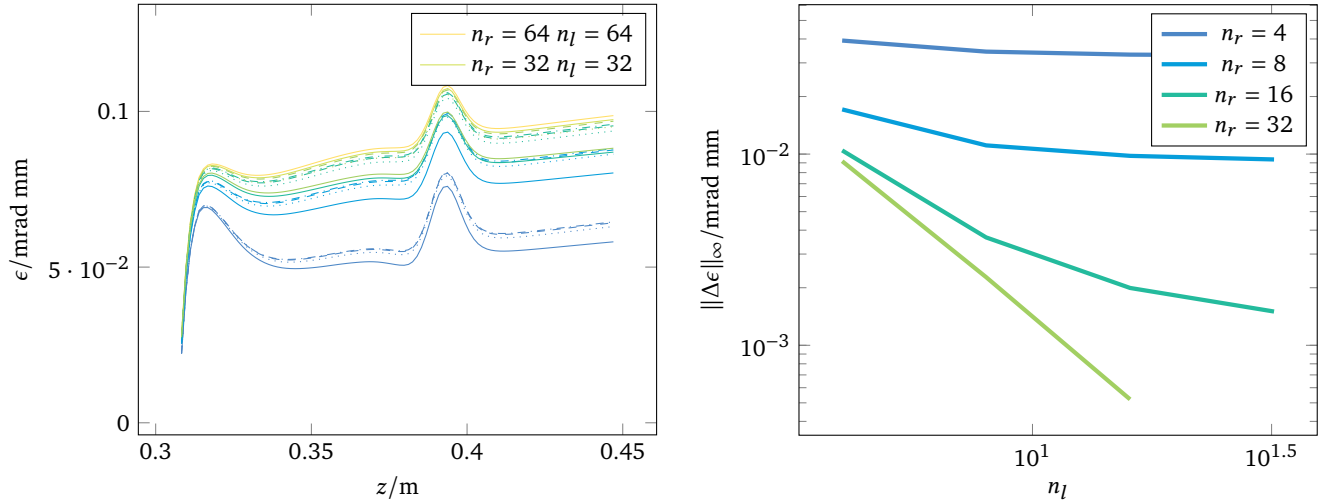 n_r = 64 n_l = 64
n_r = 32 n_l = 32
0.1
5 · 10^−2
0
ϵ/mrad mm
0.3
0.35
0.4
0.45
z/m
n_r = 4
n_r = 8
n_r = 16
n_r = 32
10^−2
10^−3
||Δϵ||_∞/mrad mm
10^1
10^1.5
n_l